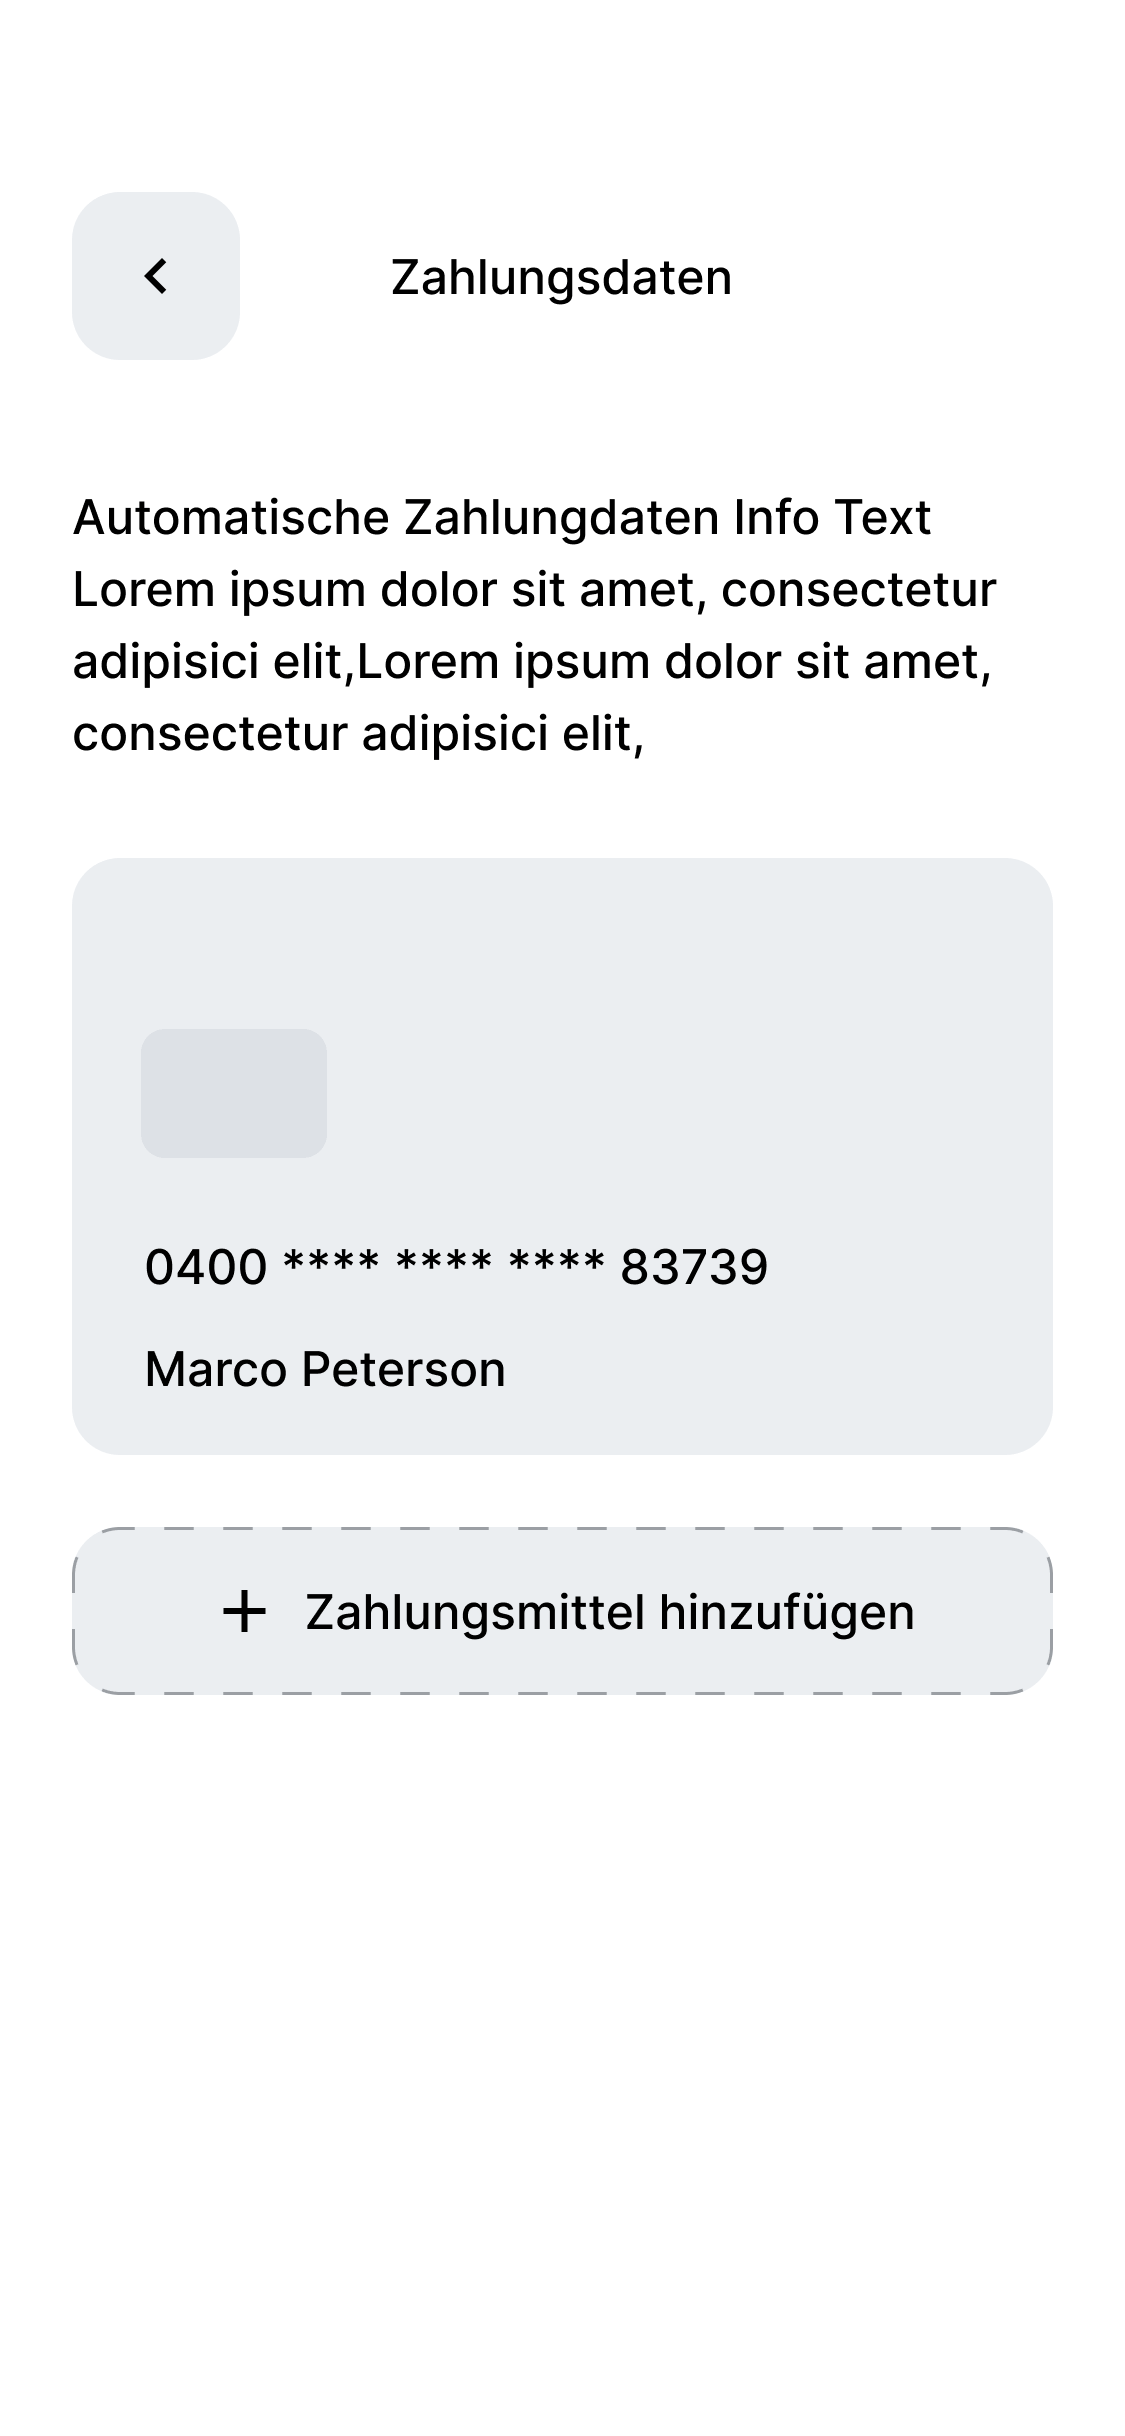 Zahlungsdaten
Automatische Zahlungdaten Info Text
Lorem ipsum dolor sit amet, consectetur
adipisici elit,Lorem ipsum dolor sit amet,
consectetur adipisici elit,
0400 **** **** **** 83739
Marco Peterson
Zahlungsmittel hinzufügen